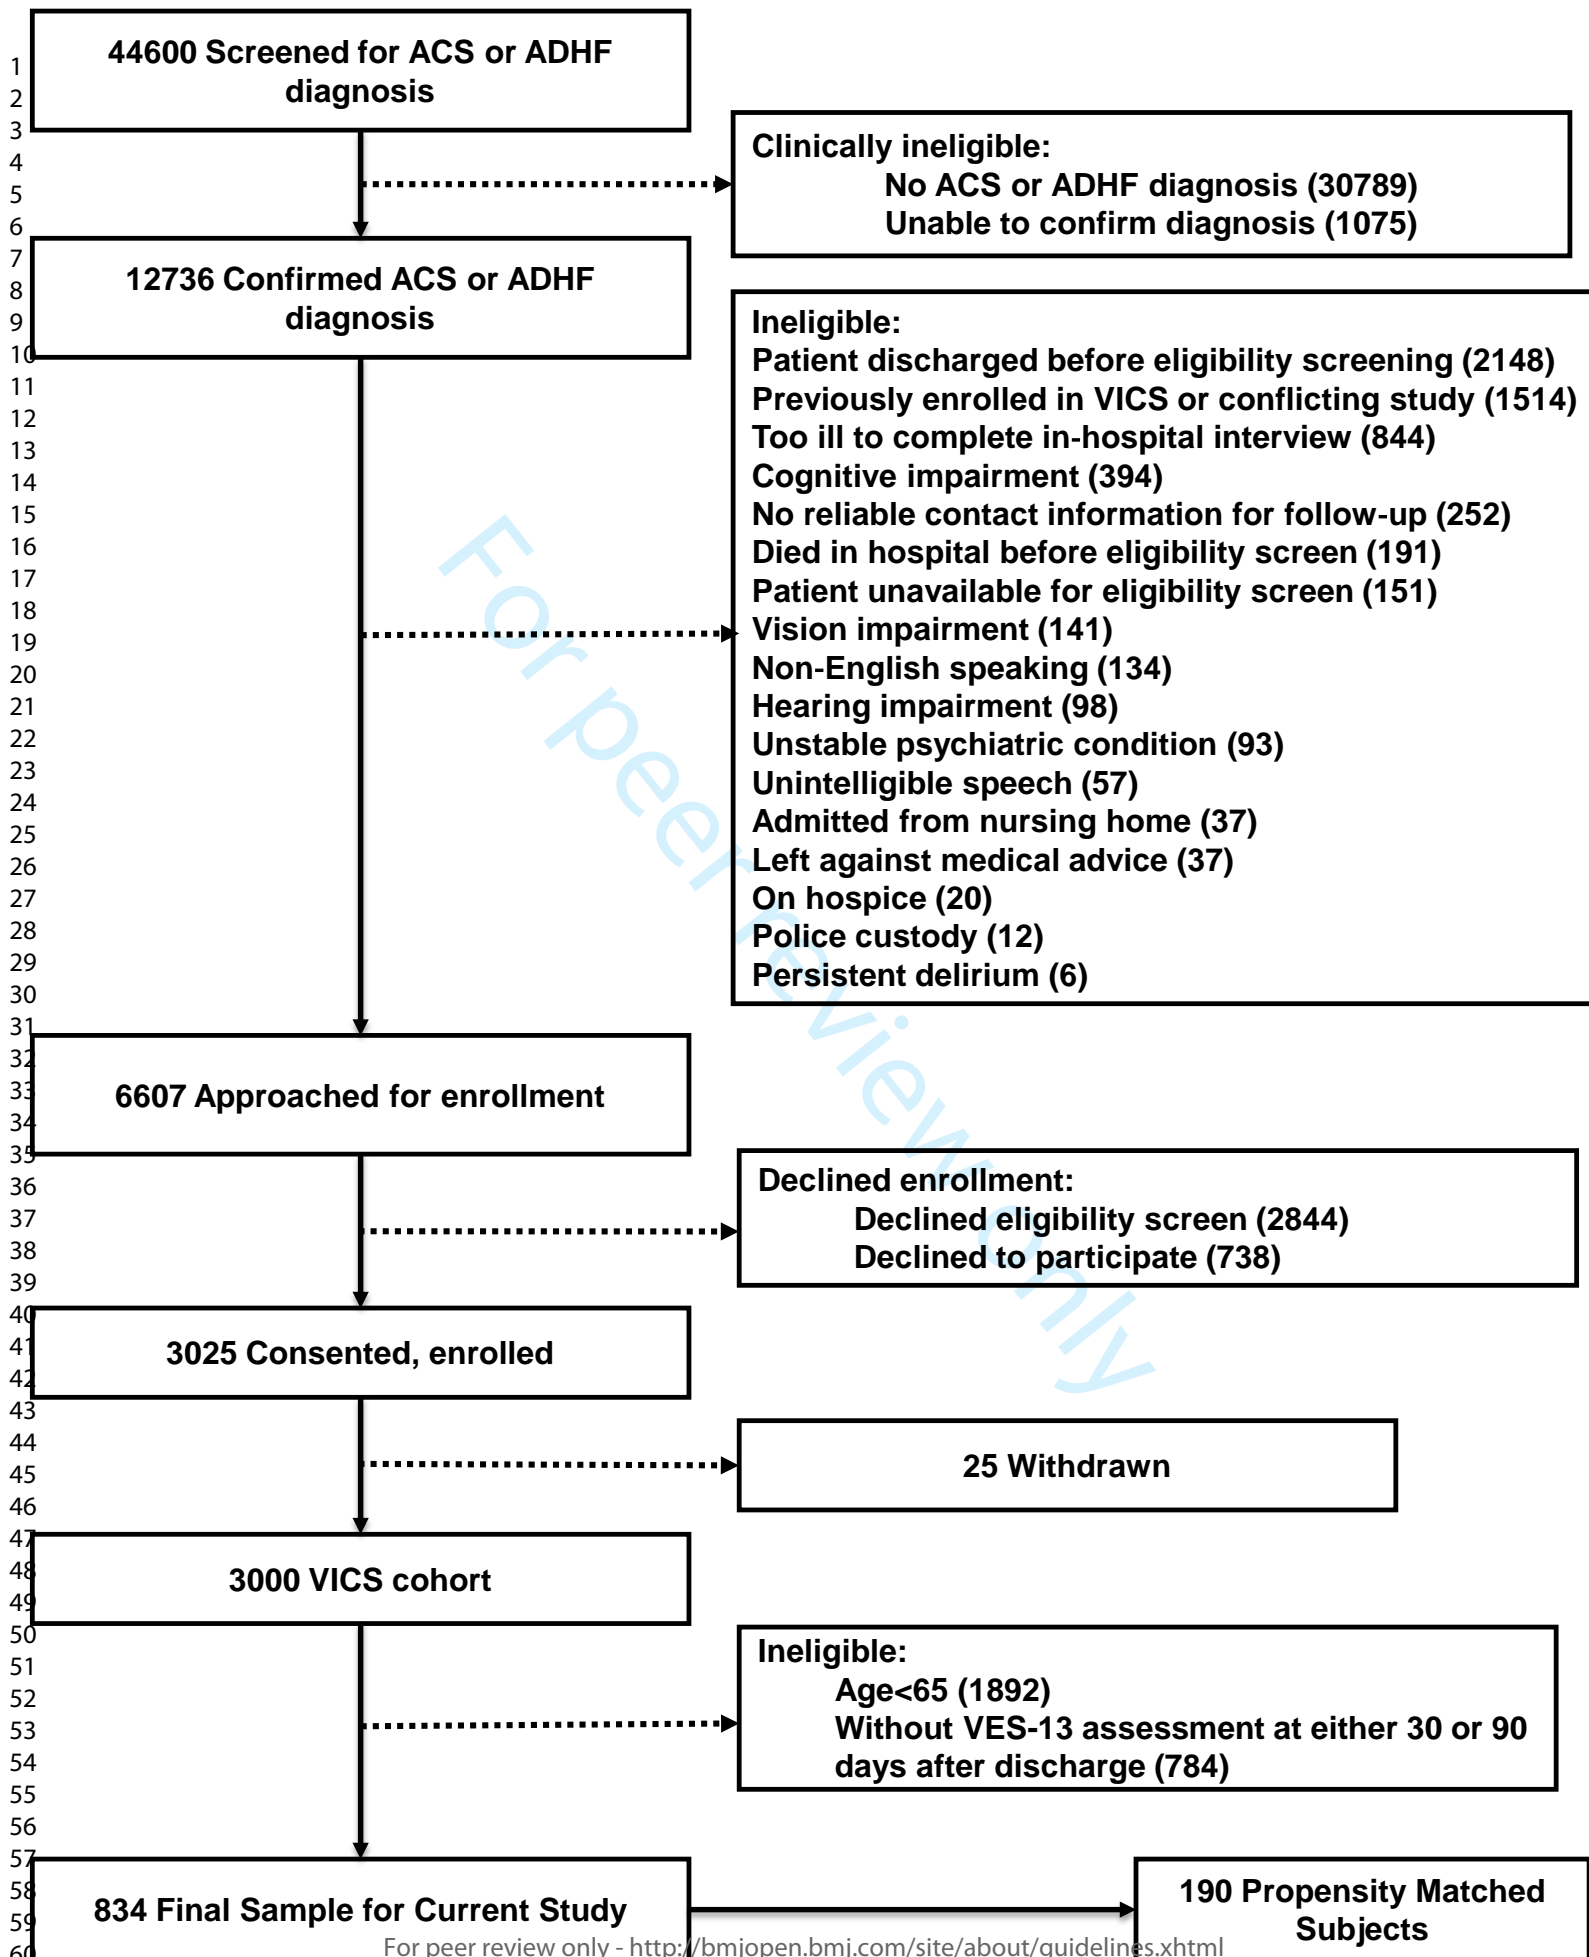 44600 Screened for ACS or ADHF
diagnosis
Clinically ineligible:
No ACS or ADHF diagnosis (30789)
Unable to confirm diagnosis (1075)
12736 Confirmed ACS or ADHF
diagnosis
Ineligible:
Patient discharged before eligibility screening (2148)
Previously enrolled in VICS or conflicting study (1514)
Too ill to complete in-hospital interview (844)
Cognitive impairment (394)
No reliable contact information for follow-up (252)
Died in hospital before eligibility screen (191)
Patient unavailable for eligibility screen (151)
Vision impairment (141)
Non-English speaking (134)
Hearing impairment (98)
Unstable psychiatric condition (93)
Unintelligible speech (57)
Admitted from nursing home (37)
Left against medical advice (37)
On hospice (20)
Police custody (12)
Persistent delirium (6)
6607 Approached for enrollment
Declined enrollment:
Declined eligibility screen (2844)
Declined to participate (738)
3025 Consented, enrolled
25 Withdrawn
3000 VICS cohort
Ineligible:
Age<65 (1892)
Without VES-13 assessment at either 30 or 90
days after discharge (784)
834 Final Sample for Current Study
190 Propensity Matched
Subjects
For peer review only - http://bmjopen.bmj.com/site/about/guidelines.xhtml
For peer review only
1
2
3
4
5
6
7
8
9
10
11
12
13
14
15
16
17
18
19
20
21
22
23
24
25
26
27
28
29
30
31
32
33
34
35
36
37
38
39
40
41
42
43
44
45
46
47
48
49
50
51
52
53
54
55
56
57
58
59
60